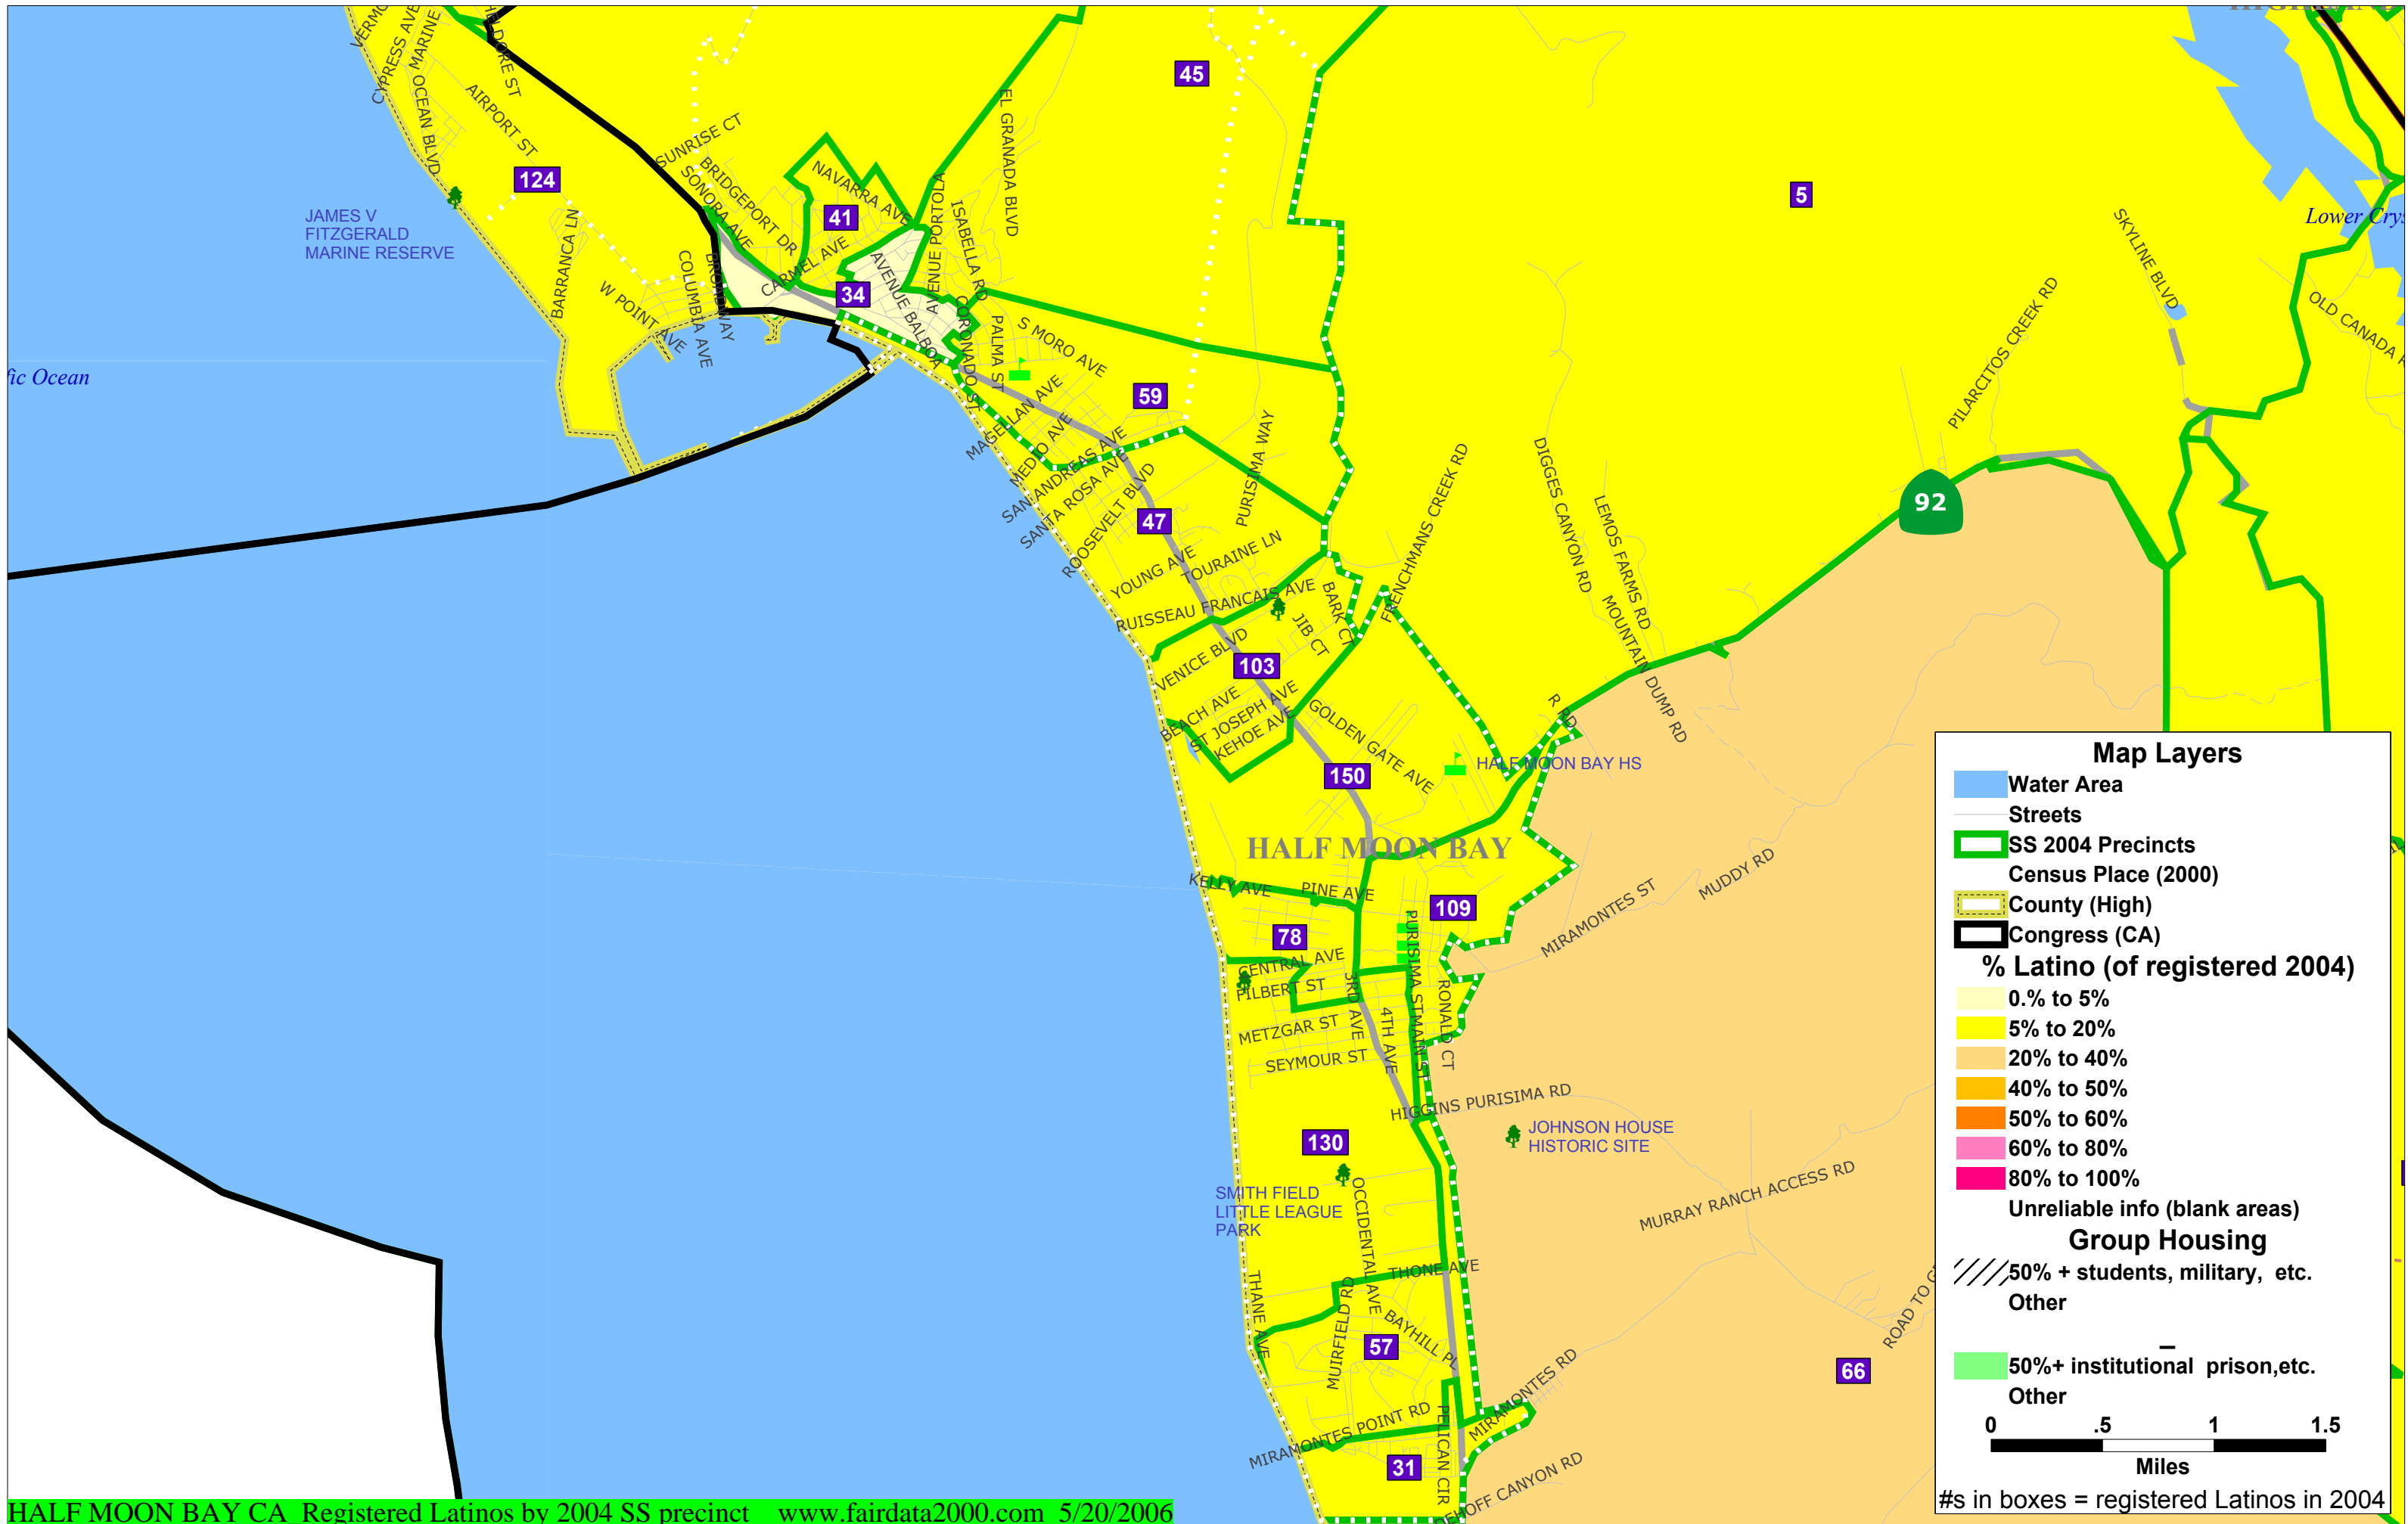 CYPRESS AVE
MARINE
OCEAN BLVD
AIRPORT ST
DORE ST
45
EL GRANADA BLVD
SUNRISE CT
BRIDGEPORT DR
SONORA AVE
NAVARRA AVE
124
41
5
JAMES V
FITZGERALD
MARINE RESERVE
BARRANCA LN
W POINT AVE
COLUMBIA AVE
BROADWAY
CARMEL AVE
34
AVENUE BALBOA
AVENUE PORTOLA
ISABELLA RD
CORONADO ST
PALMA ST
S MORO AVE
SKYLINE BLVD
Lower Crys
OLD CANADA
PILARCITOS CREEK RD
fic Ocean
59
MAGELLAN AVE
MEDIO AVE
SAN ANDREAS AVE
SANTA ROSA AVE
ROOSEVELT BLVD
PURISIMA WAY
47
FRENCHMANS CREEK RD
DIGGES CANYON RD
LEMOS FARMS RD
MOUNTAIN DUMP RD
92
YOUNG AVE
TOURAINE LN
RUISSEAU FRANCAIS AVE
BARK CT
JIB CT
VENICE BLVD
103
BEACH AVE
ST JOSEPH AVE
KEHOE AVE
GOLDEN GATE AVE
R RD
150
HALF MOON BAY HS
HALF MOON BAY
KELLY AVE
PINE AVE
109
78
MUDDY RD
MIRAMONTES ST
CENTRAL AVE
FILBERT ST
3RD AVE
PURISIMA ST
MAIN ST
RONALD CT
4TH AVE
METZGAR ST
SEYMOUR ST
HIGGINS PURISIMA RD
130
JOHNSON HOUSE
HISTORIC SITE
SMITH FIELD
LITTLE LEAGUE
PARK
OCCIDENTAL AVE
MURRAY RANCH ACCESS RD
THONE AVE
THANE AVE
MUIRFIELD RD
BAYHILL PL
57
ROAD TO
66
MIRAMONTES RD
MIRAMONTES POINT RD
PELICAN CIR
31
CANYON RD
Map Layers
Water Area
Streets
SS 2004 Precincts
Census Place (2000)
County (High)
Congress (CA)
% Latino (of registered 2004)
0.% to 5%
5% to 20%
20% to 40%
40% to 50%
50% to 60%
60% to 80%
80% to 100%
Unreliable info (blank areas)
Group Housing
50% + students, military, etc.
Other
50%+ institutional prison,etc.
Other
0 .5 1 1.5
Miles
#s in boxes = registered Latinos in 2004
HALF MOON BAY CA Registered Latinos by 2004 SS precinct www.fairdata2000.com 5/20/2006